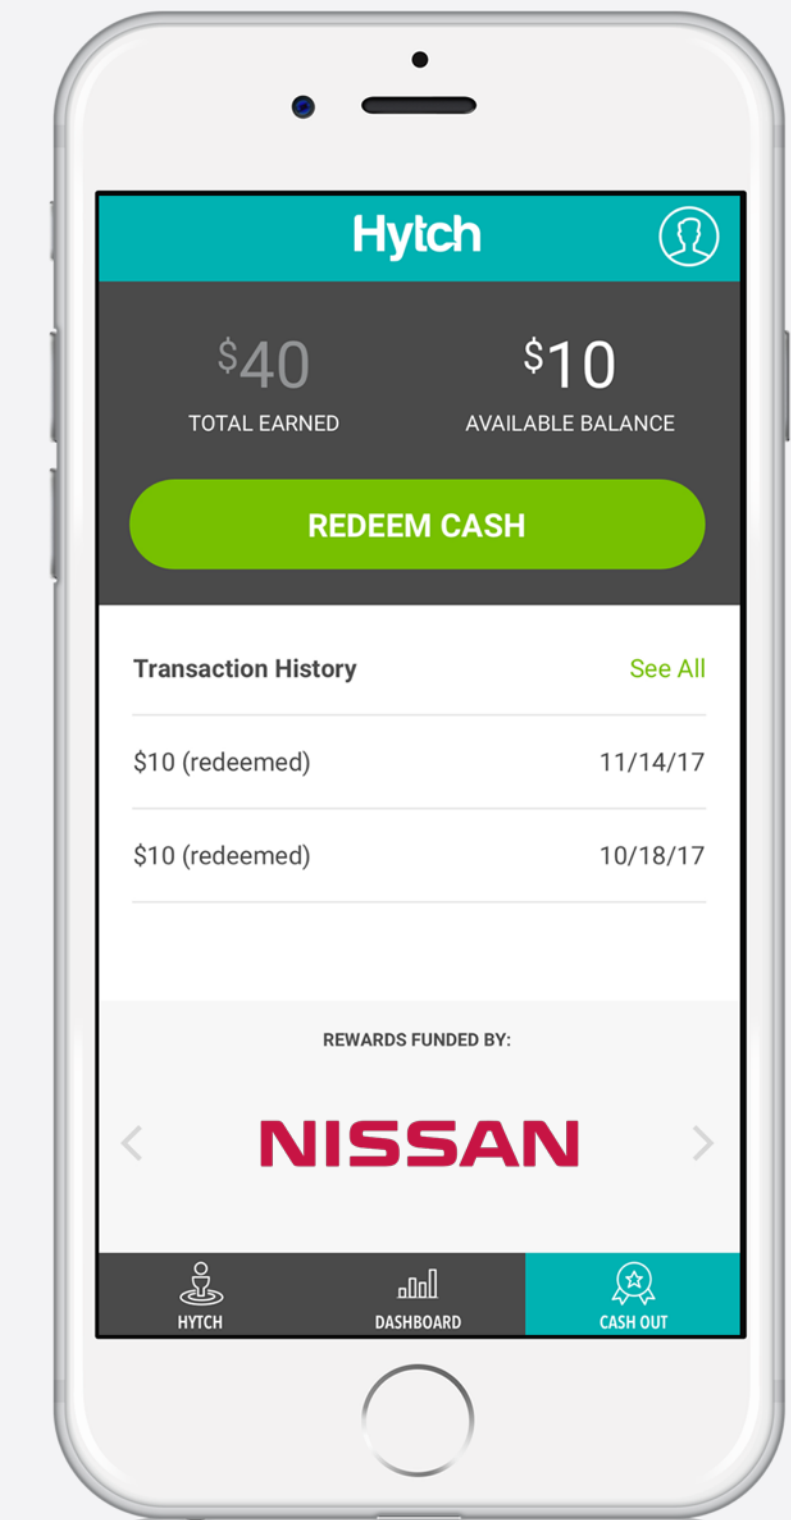 Hytch
$40 $10
TOTAL EARNED AVAILABLE BALANCE
REDEEM CASH
Transaction History See All
$10 (redeemed) 11/14/17
$10 (redeemed) 10/18/17
REWARDS FUNDED BY:
NISSAN
HYTCH DASHBOARD CASH OUT